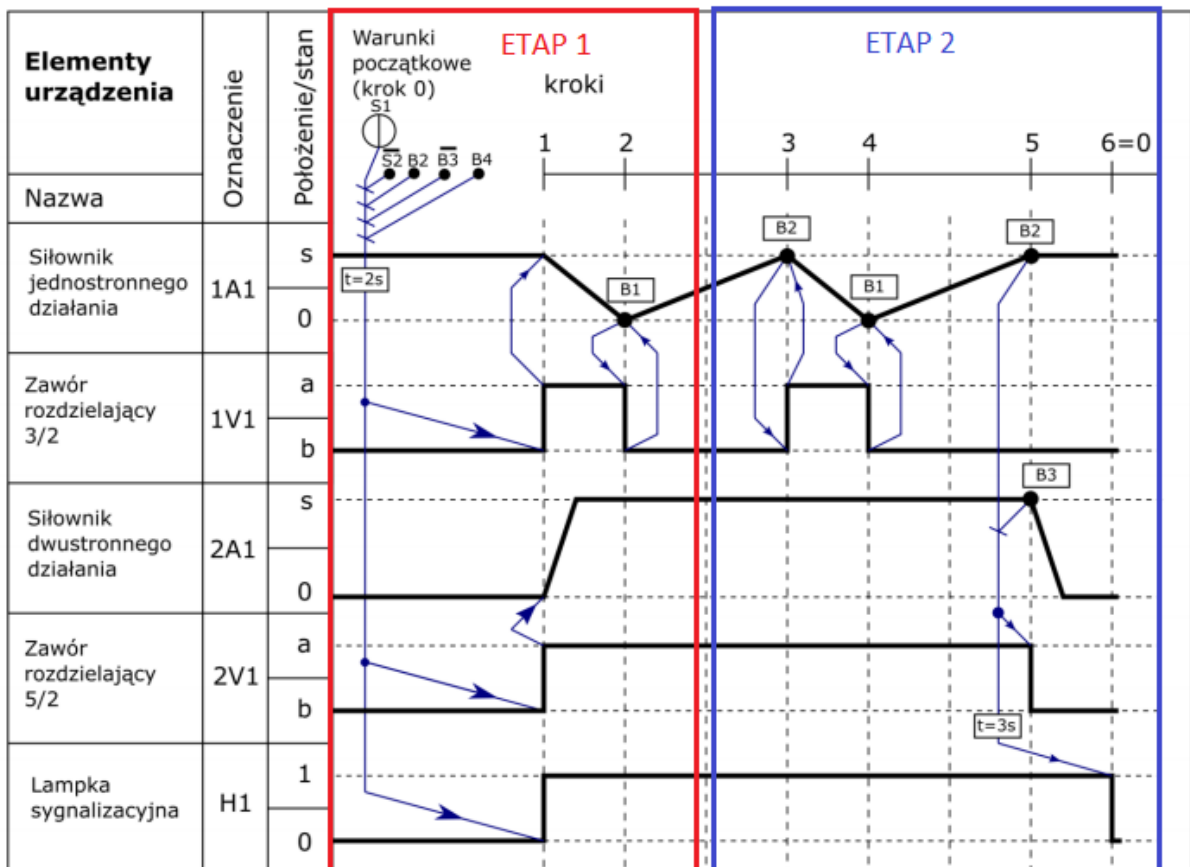 Elementy
urządzenia
Nazwa
Oznaczenie
Położenie/stan
Warunki
początkowe
(krok 0)
S1
S̅2̅ B2 B̅3̅ B4
ETAP 1
kroki
ETAP 2
1 2 3 4 5 6=0
Siłownik
jednostronnego
działania
1A1
s
0
t=2s
B1
B2
B1
B2
Zawór
rozdzielający
3/2
1V1
a
b
Siłownik
dwustronnego
działania
2A1
s
0
B3
Zawór
rozdzielający
5/2
2V1
a
b
t=3s
Lampka
sygnalizacyjna
H1
1
0